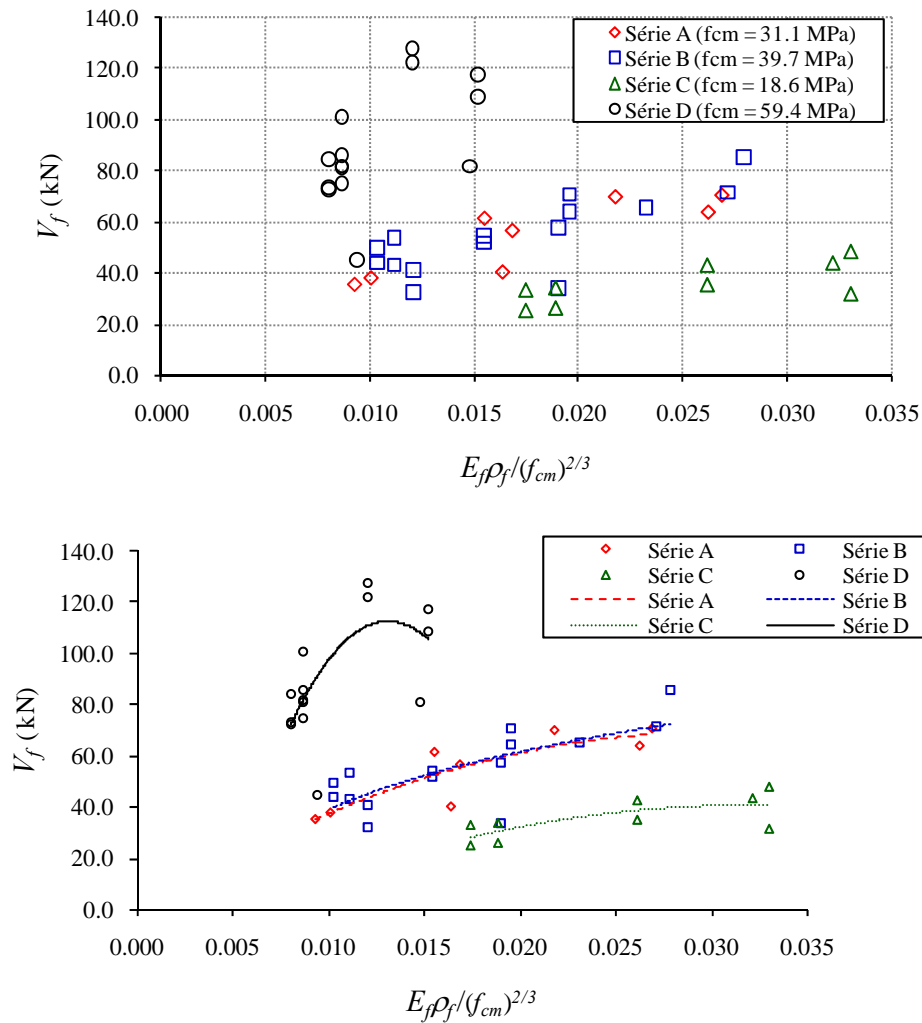 Série A (fcm = 31.1 MPa)
Série B (fcm = 39.7 MPa)
Série C (fcm = 18.6 MPa)
Série D (fcm = 59.4 MPa)
140.0
120.0
100.0
80.0
60.0
40.0
20.0
0.0
V_f (kN)
0.000 0.005 0.010 0.015 0.020 0.025 0.030 0.035
E_fρ_f/(f_cm)^2/3
Série A Série B
Série C Série D
Série A Série B
Série C Série D
140.0
120.0
100.0
80.0
60.0
40.0
20.0
0.0
V_f (kN)
0.000 0.005 0.010 0.015 0.020 0.025 0.030 0.035
E_fρ_f/(f_cm)^2/3